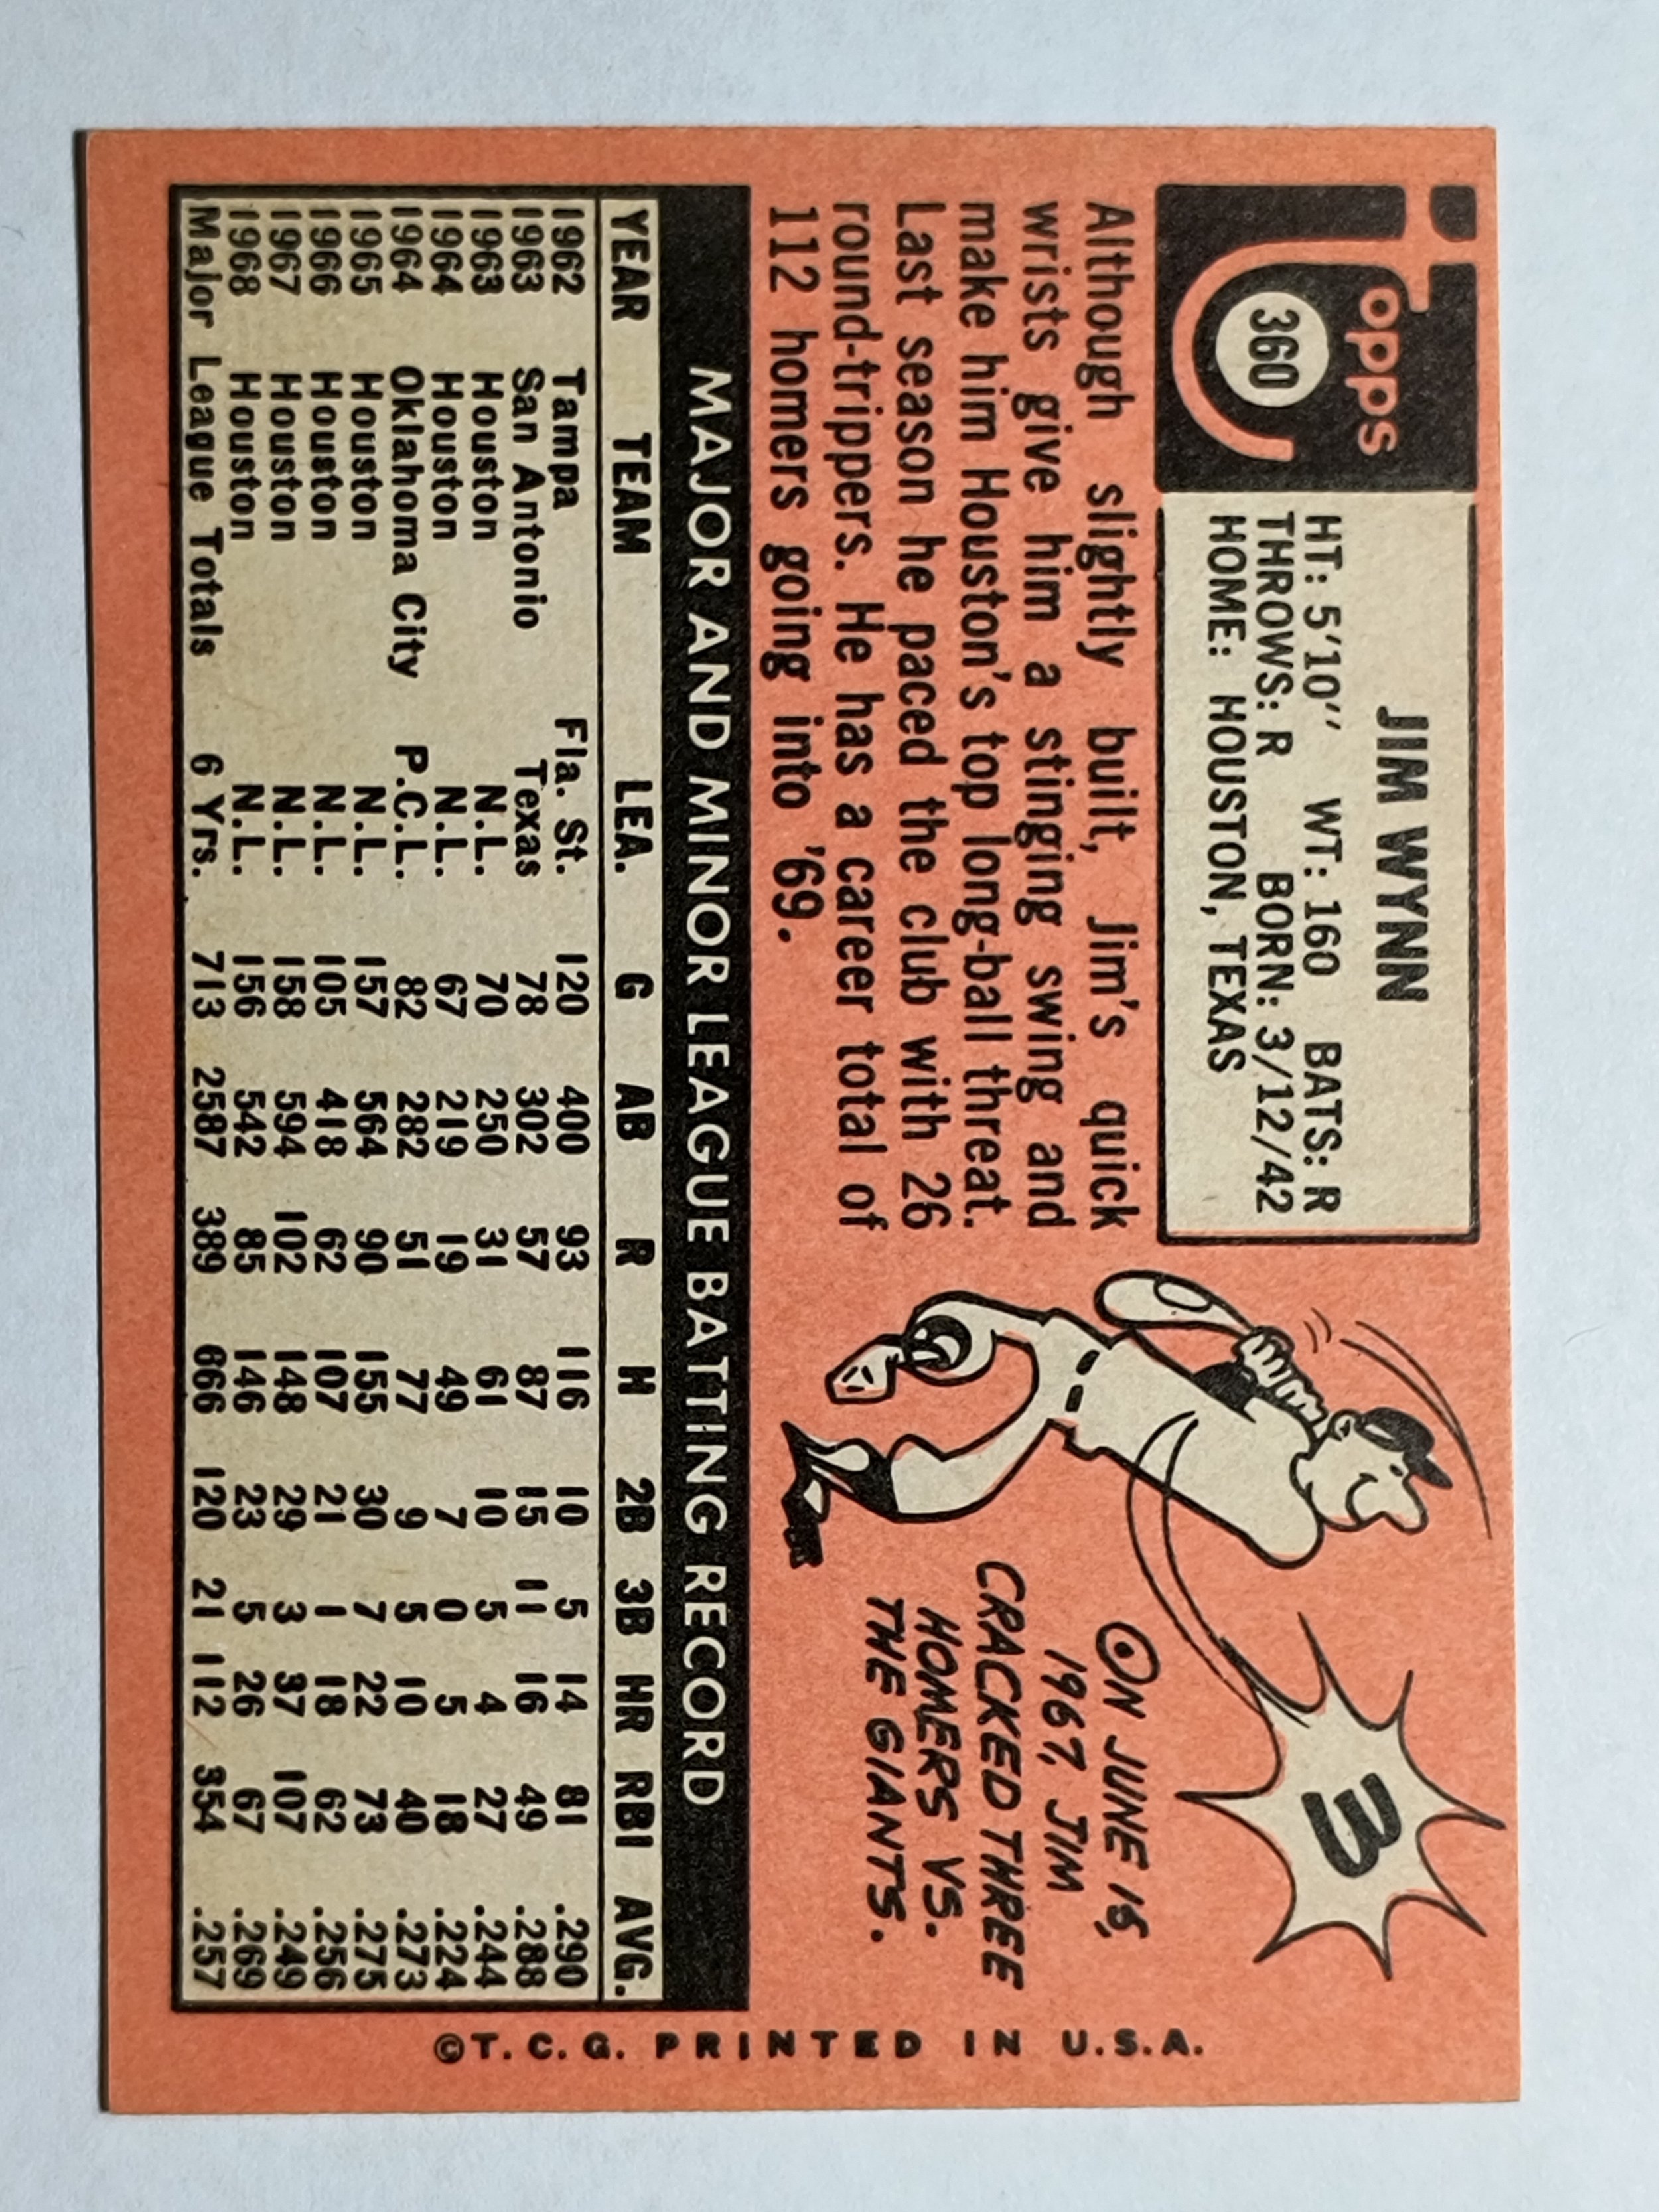 Topps
360
JIM WYNN
HT: 5'10" WT: 160 BATS: R
THROWS: R BORN: 3/12/42
HOME: HOUSTON, TEXAS
Although slightly built, Jim's quick
wrists give him a stinging swing and
make him Houston's top long-ball threat.
Last season he paced the club with 26
round-trippers. He has a career total of
112 homers going into '69.
3
ON JUNE 15,
1967, JIM
CRACKED THREE
HOMERS VS.
THE GIANTS.
MAJOR AND MINOR LEAGUE BATTING RECORD
YEAR TEAM LEA. G AB R H 2B 3B HR RBI AVG.
1962 Tampa Fla. St. 120 400 93 116 10 5 14 81 .290
1963 San Antonio Texas 78 302 57 87 15 11 16 49 .288
1963 Houston N.L. 70 250 31 61 10 5 4 27 .244
1964 Houston N.L. 67 219 19 49 7 0 5 18 .224
1964 Oklahoma City P.C.L. 82 282 51 77 9 5 10 40 .273
1965 Houston N.L. 157 564 90 155 30 7 22 73 .275
1966 Houston N.L. 105 418 62 107 21 1 18 62 .256
1967 Houston N.L. 158 594 102 148 29 3 37 107 .249
1968 Houston N.L. 156 542 85 146 23 5 26 67 .269
Major League Totals 6 Yrs. 713 2587 389 666 120 21 112 354 .257
©T.C.G. PRINTED IN U.S.A.